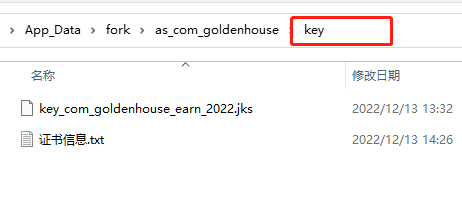 App_Data > fork > as_com_goldenhouse > key
名称 修改日期
key_com_goldenhouse_earn_2022.jks 2022/12/13 13:32
证书信息.txt 2022/12/13 14:26